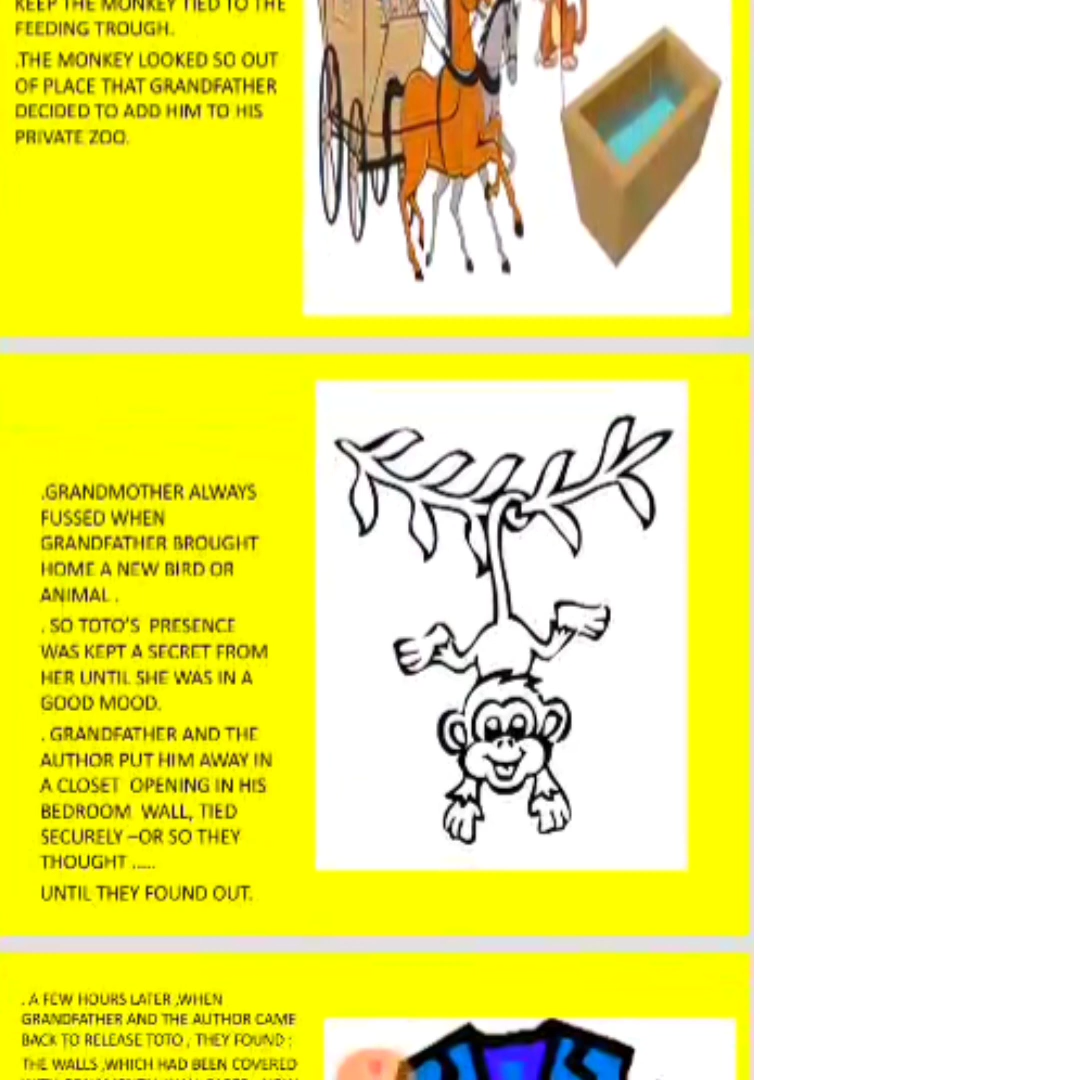 KEEP THE MONKEY TIED TO THE
FEEDING TROUGH.
.THE MONKEY LOOKED SO OUT
OF PLACE THAT GRANDFATHER
DECIDED TO ADD HIM TO HIS
PRIVATE ZOO.
.GRANDMOTHER ALWAYS
FUSSED WHEN
GRANDFATHER BROUGHT
HOME A NEW BIRD OR
ANIMAL .
. SO TOTO'S PRESENCE
WAS KEPT A SECRET FROM
HER UNTIL SHE WAS IN A
GOOD MOOD.
. GRANDFATHER AND THE
AUTHOR PUT HIM AWAY IN
A CLOSET OPENING IN HIS
BEDROOM WALL, TIED
SECURELY –OR SO THEY
THOUGHT .....
UNTIL THEY FOUND OUT.
. A FEW HOURS LATER ,WHEN
GRANDFATHER AND THE AUTHOR CAME
BACK TO RELEASE TOTO , THEY FOUND :
THE WALLS ,WHICH HAD BEEN COVERED